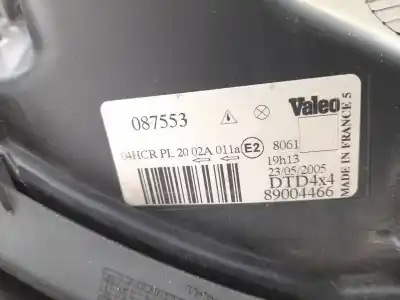 087553
Valeo
04HCR PL 20 02A 011a E2 8061
19h13
23/05/2005
DTD4x4
89004466
MADE IN FRANCE 5